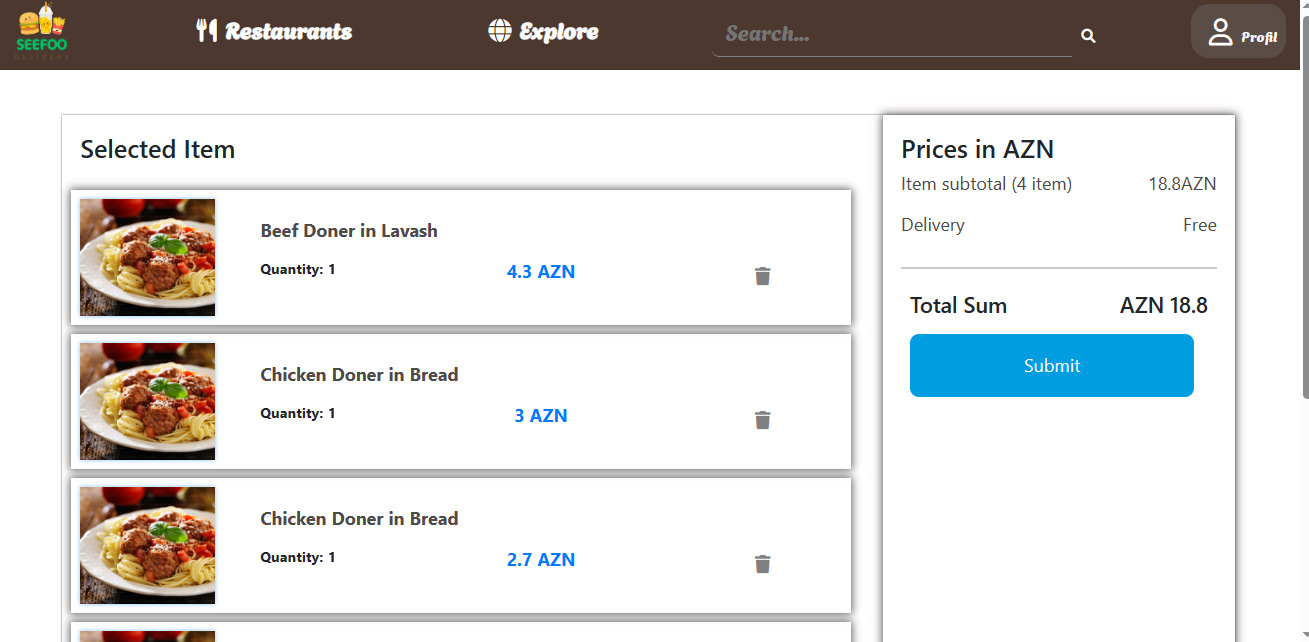 SEEFOO
DELIVERY
Restaurants
Explore
Search...
Profil
Selected Item
Beef Doner in Lavash
Quantity: 1
4.3 AZN
Chicken Doner in Bread
Quantity: 1
3 AZN
Chicken Doner in Bread
Quantity: 1
2.7 AZN
Prices in AZN
Item subtotal (4 item)
18.8AZN
Delivery
Free
Total Sum
AZN 18.8
Submit